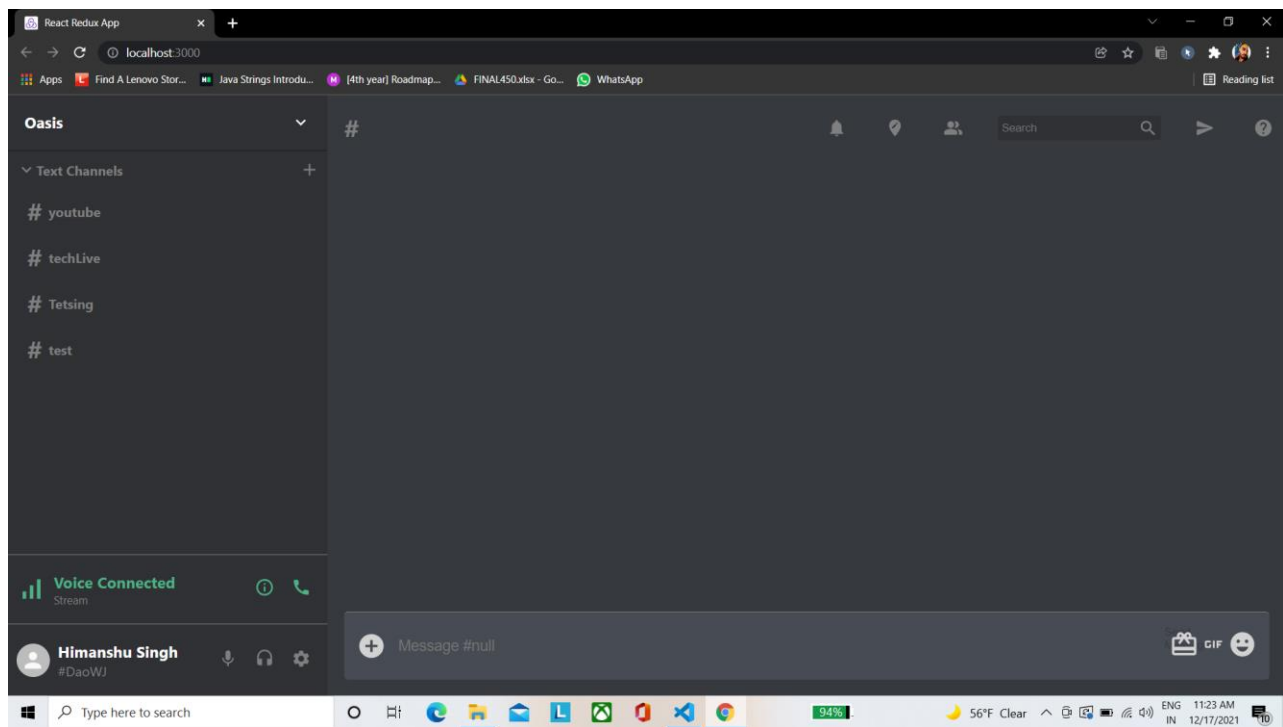 React Redux App
localhost:3000
Apps Find A Lenovo Stor... Java Strings Introdu... [4th year] Roadmap... FINAL450.xlsx - Go... WhatsApp Reading list
Oasis
#
Search
Text Channels
# youtube
# techLive
# Tetsing
# test
Voice Connected
Stream
Himanshu Singh
#DaoWJ
Message #null
GIF
Type here to search
94%
56°F Clear
ENG
IN
11:23 AM
12/17/2021